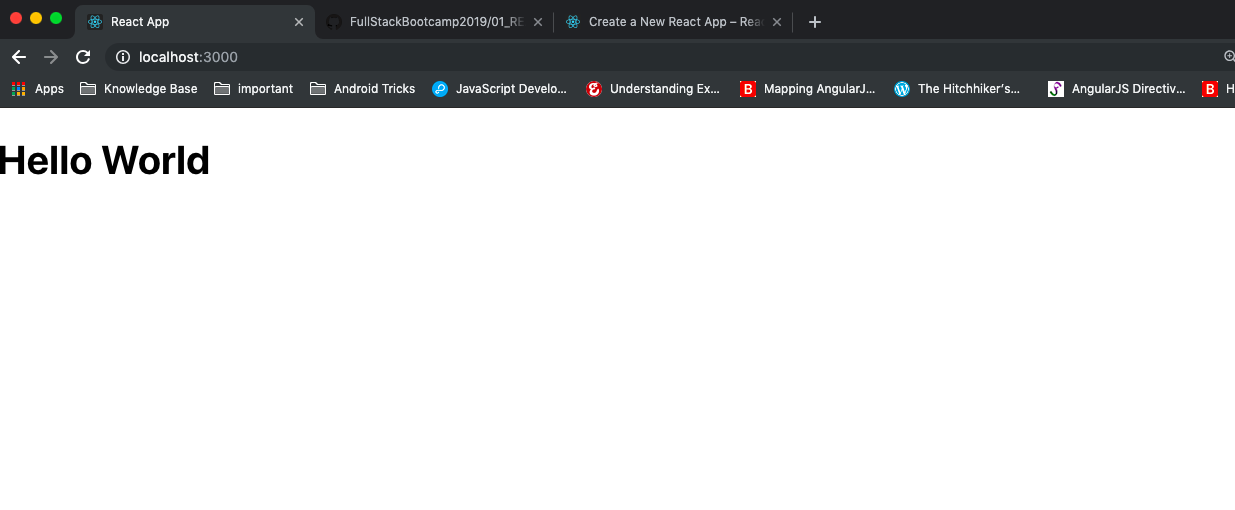 React App FullStackBootcamp2019/01_RE Create a New React App – Reac
localhost:3000
Apps Knowledge Base important Android Tricks JavaScript Develo... Understanding Ex... B Mapping AngularJ... The Hitchhiker's... AngularJS Directiv... B H
Hello World